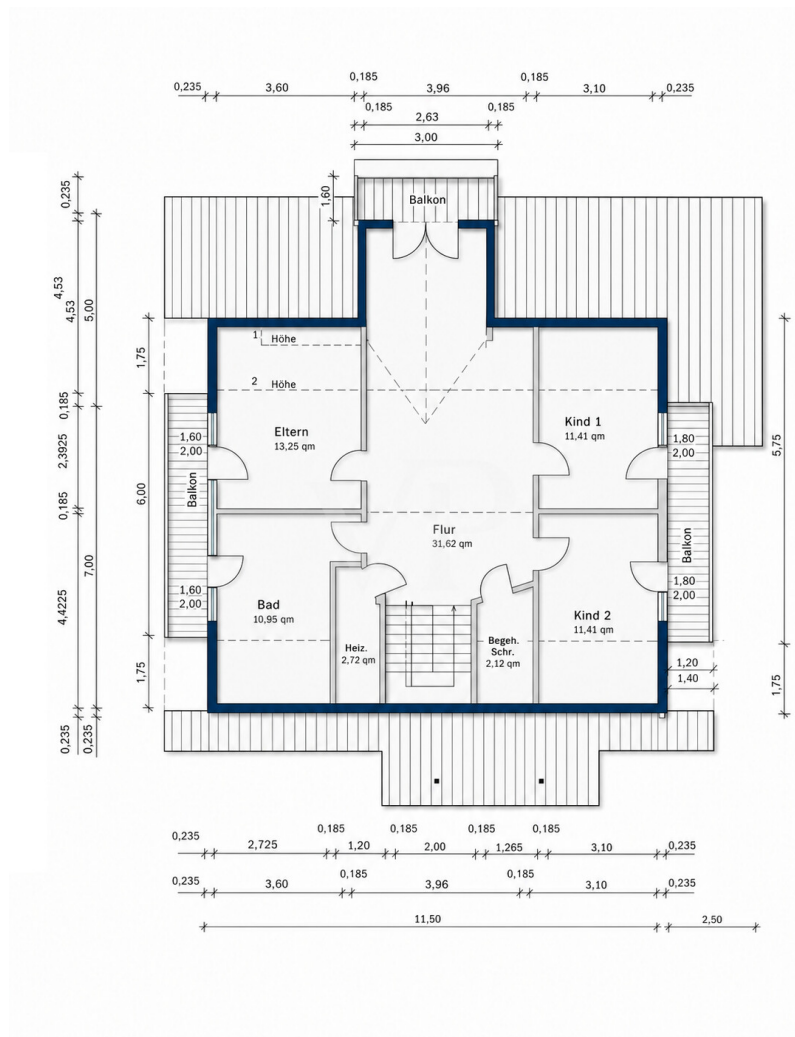 0,185 0,185
0,235 3,60 3,96 3,10 0,235
0,185 0,185
2,63
3,00
0,235
1,60
Balkon
4,53
4,53
5,00
1,75
1 Höhe
2 Höhe
0,185
2,3925
0,185
6,00
7,00
4,4225
1,75
0,235
0,235
5,75
1,75
Eltern
13,25 qm
Kind 1
11,41 qm
1,60
2,00
1,80
2,00
Balkon
Flur
31,62 qm
Balkon
1,60
2,00
1,80
2,00
Bad
10,95 qm
Kind 2
11,41 qm
Heiz.
2,72 qm
Begeh.
Schr.
2,12 qm
1,20
1,40
0,185 0,185 0,185 0,185
0,235 2,725 1,20 2,00 1,265 3,10 0,235
0,185 0,185
0,235 3,60 3,96 3,10 0,235
11,50 2,50